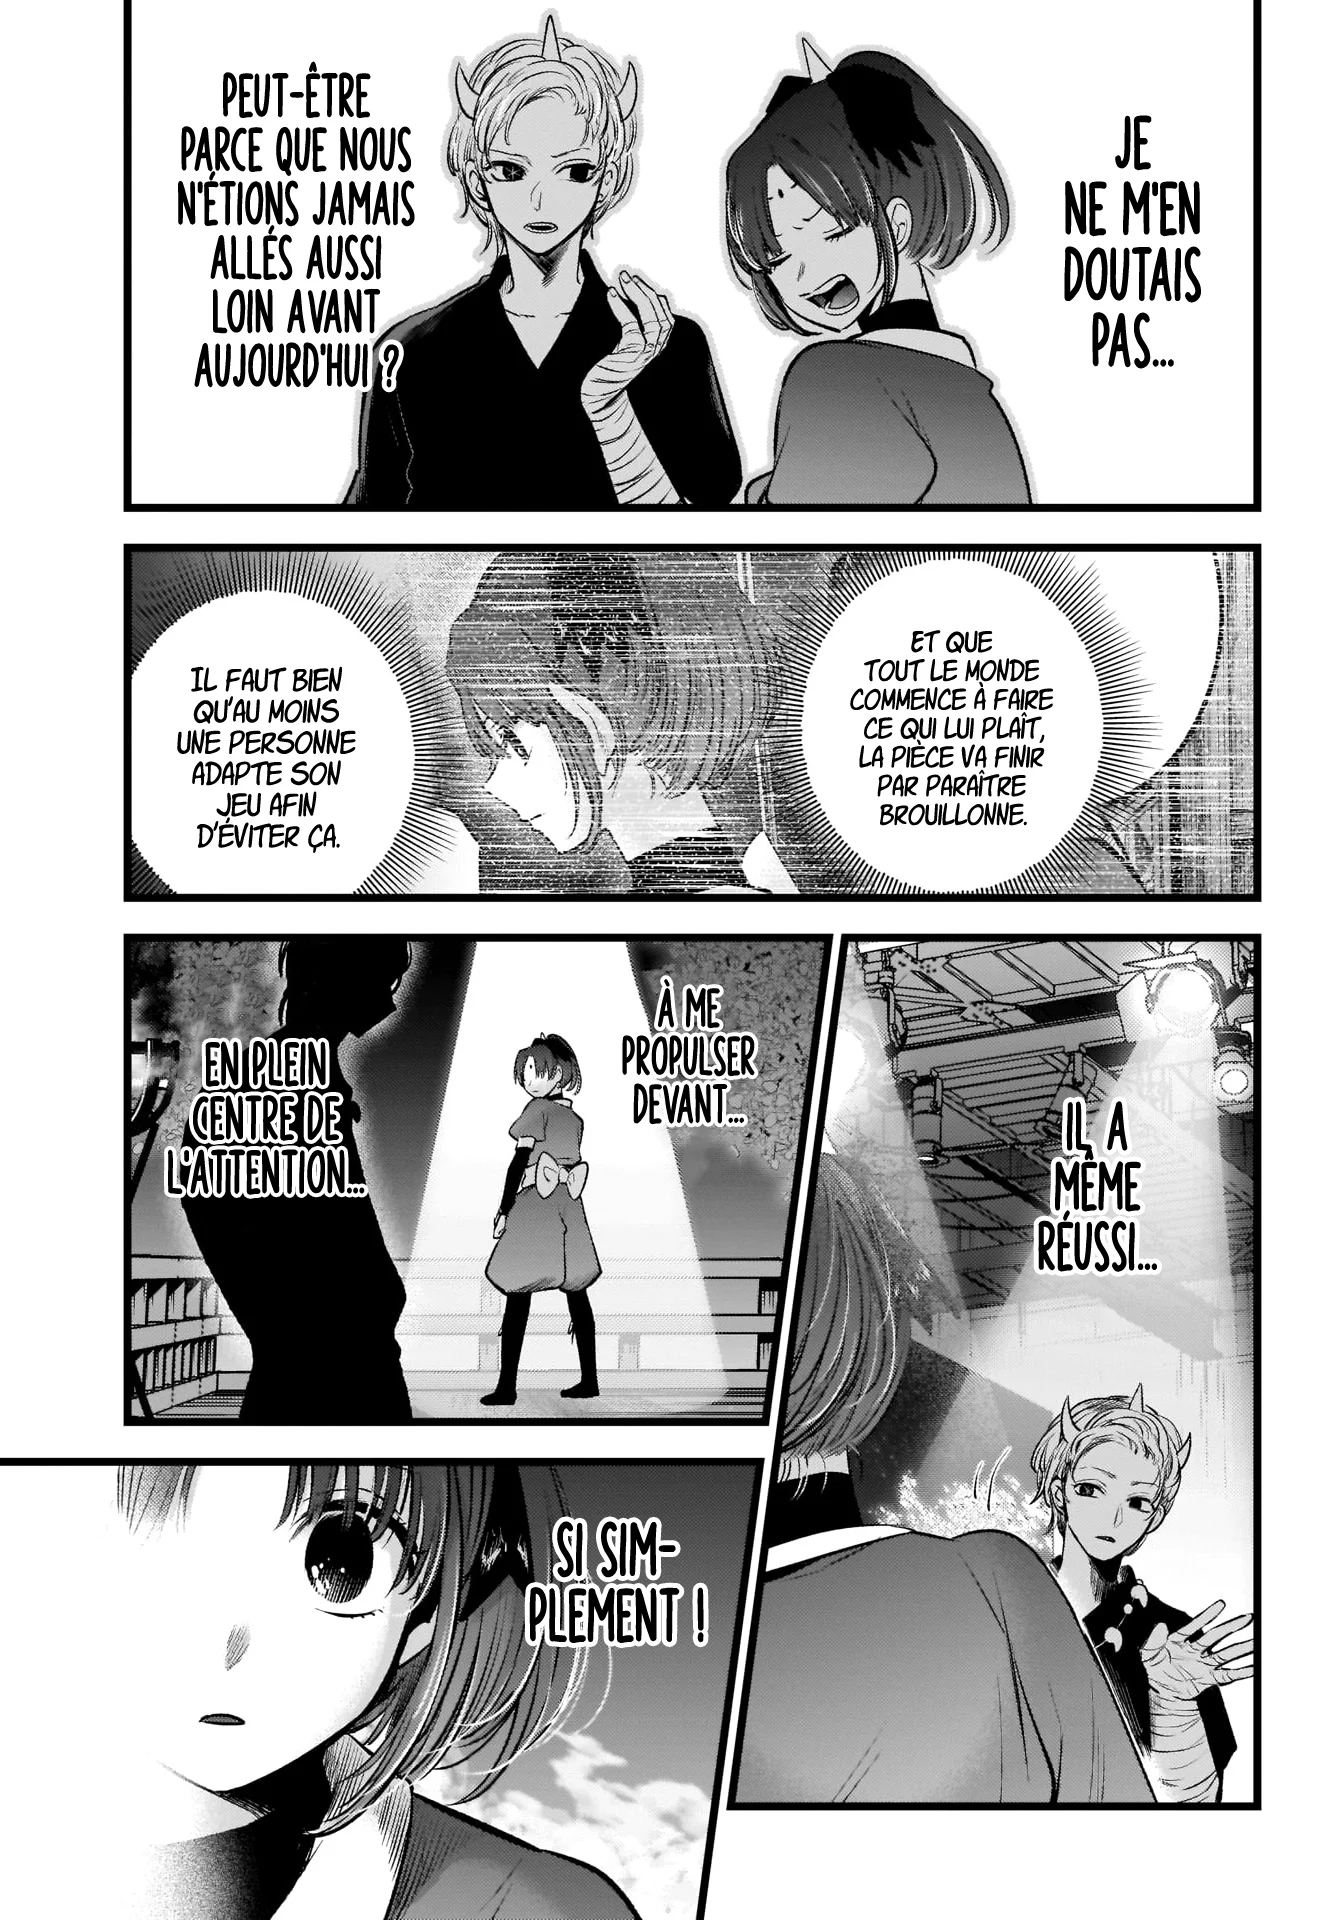 JE
NE M'EN
DOUTAIS
PAS...
PEUT-ÊTRE
PARCE QUE NOUS
N'ÉTIONS JAMAIS
ALLÉS AUSSI
LOIN AVANT
AUJOURD'HUI ?
ET QUE
TOUT LE MONDE
COMMENCE À FAIRE
CE QUI LUI PLAÎT,
LA PIÈCE VA FINIR
PAR PARAÎTRE
BROUILLONNE.
IL FAUT BIEN
QU'AU MOINS
UNE PERSONNE
ADAPTE SON
JEU AFIN
D'ÉVITER ÇA.
IL A
MÊME
RÉUSSI...
À ME
PROPULSER
DEVANT...
EN PLEIN
CENTRE DE
L'ATTENTION...
SI SIM-
PLEMENT !